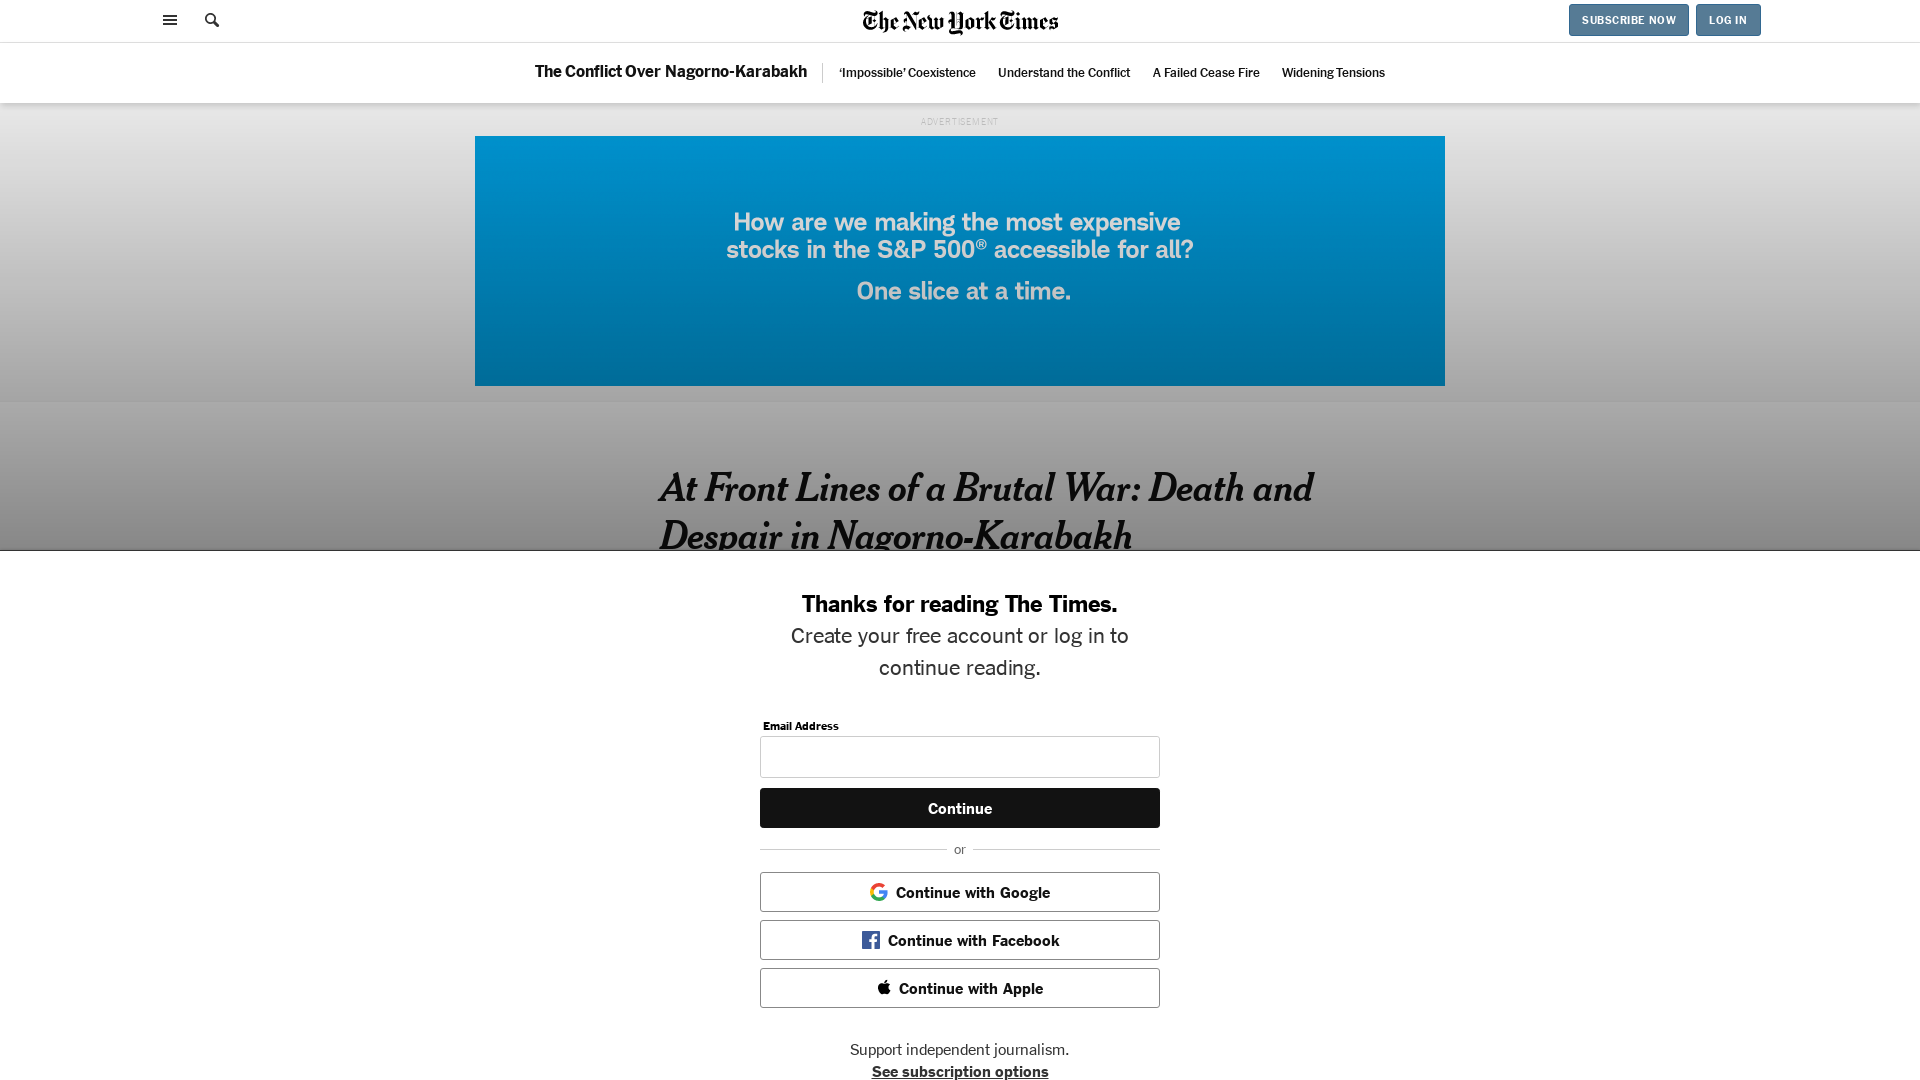 The New York Times
SUBSCRIBE NOW
LOG IN
The Conflict Over Nagorno-Karabakh
‘Impossible’ Coexistence
Understand the Conflict
A Failed Cease Fire
Widening Tensions
ADVERTISEMENT
How are we making the most expensive
stocks in the S&P 500® accessible for all?
One slice at a time.
At Front Lines of a Brutal War: Death and
Despair in Nagorno-Karabakh
Thanks for reading The Times.
Create your free account or log in to
continue reading.
Email Address
Continue
or
Continue with Google
Continue with Facebook
Continue with Apple
Support independent journalism.
See subscription options